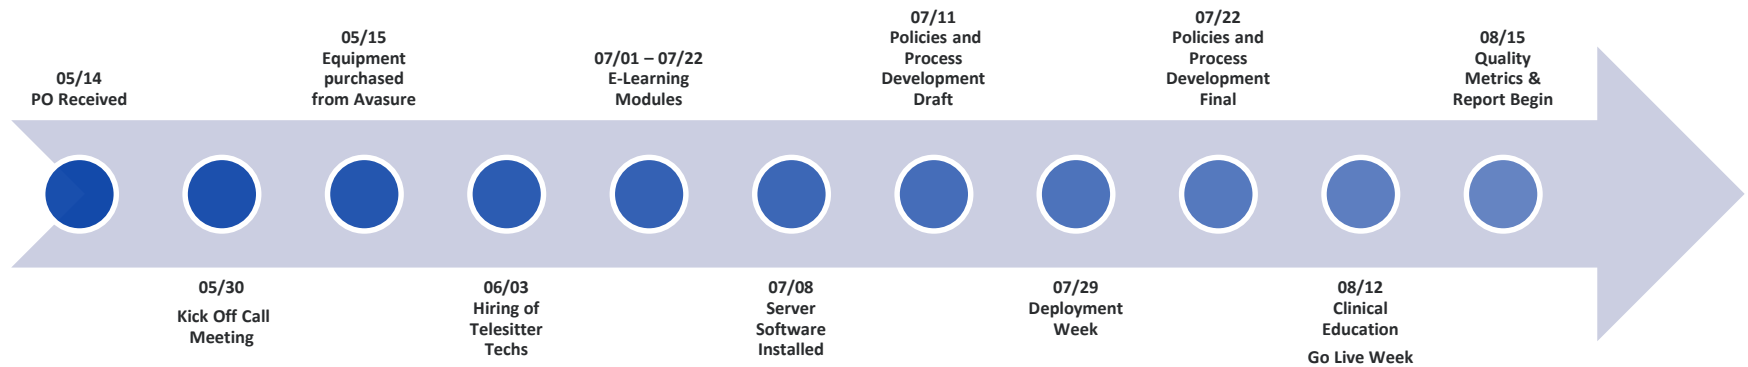 05/14
PO Received
05/30
Kick Off Call
Meeting
05/15
Equipment
purchased
from Avasure
06/03
Hiring of
Telesitter
Techs
07/01 – 07/22
E-Learning
Modules
07/08
Server
Software
Installed
07/11
Policies and
Process
Development
Draft
07/29
Deployment
Week
07/22
Policies and
Process
Development
Final
08/12
Clinical
Education
Go Live Week
08/15
Quality
Metrics &
Report Begin